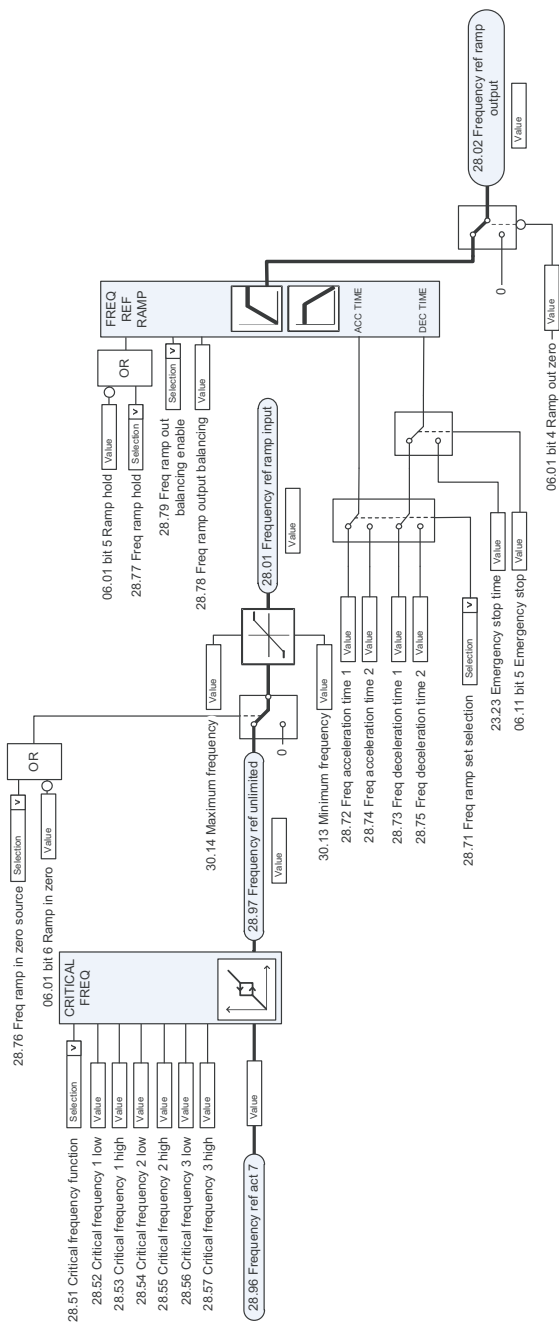 28.51 Critical frequency function
Selection
v
28.52 Critical frequency 1 low
Value
28.53 Critical frequency 1 high
Value
28.54 Critical frequency 2 low
Value
28.55 Critical frequency 2 high
Value
28.56 Critical frequency 3 low
Value
28.57 Critical frequency 3 high
Value
28.96 Frequency ref act 7
Value
CRITICAL
FREQ
28.76 Freq ramp in zero source
Selection
v
06.01 bit 6 Ramp in zero
Value
OR
28.97 Frequency ref unlimited
Value
0
30.14 Maximum frequency
Value
30.13 Minimum frequency
Value
28.01 Frequency ref ramp input
Value
06.01 bit 5 Ramp hold
Value
28.77 Freq ramp hold
Selection
v
OR
28.79 Freq ramp out
balancing enable
Selection
v
28.78 Freq ramp output balancing
Value
FREQ
REF
RAMP
ACC TIME
DEC TIME
28.72 Freq acceleration time 1
Value
28.74 Freq acceleration time 2
Value
28.73 Freq deceleration time 1
Value
28.75 Freq deceleration time 2
Value
28.71 Freq ramp set selection
Selection
v
23.23 Emergency stop time
Value
06.11 bit 5 Emergency stop
Value
0
06.01 bit 4 Ramp out zero
Value
28.02 Frequency ref ramp
output
Value